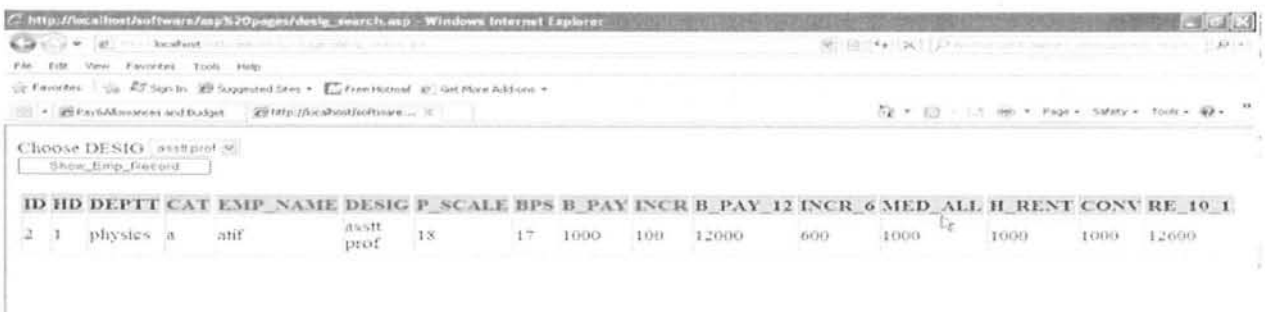 http://localhost/software/asp%20pages/desig_search.asp - Windows Internet Explorer
localhost
File Edit View Favorites Tools Help
Favorites Sign In Suggested Sites Free Hotmail Get More Add-ons
Pay&Allowances and Budget http://localhost/software... Page Safety Tools
Choose DESIG asstt prof
Show_Emp_Record
ID HD DEPTT CAT EMP_NAME DESIG P_SCALE BPS B_PAY INCR B_PAY_12 INCR_6 MED_ALL H_RENT CONV RE_10_1
2 1 physics a atif asstt prof 18 17 1000 100 12000 600 1000 1000 1000 12600